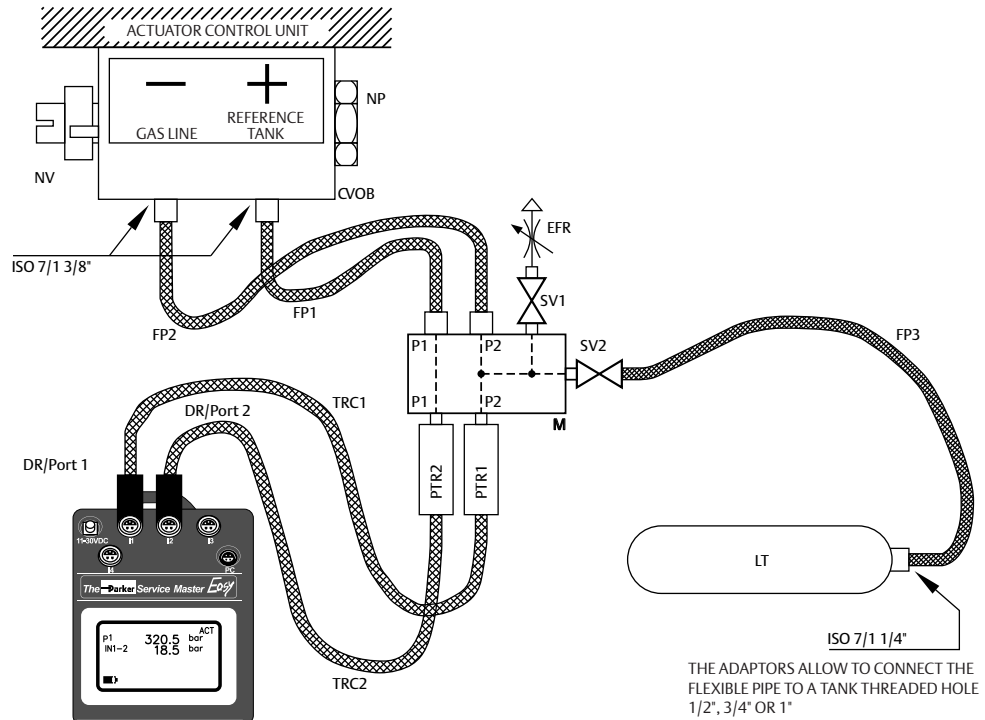 ACTUATOR CONTROL UNIT
NP
GAS LINE
REFERENCE
TANK
NV
CVOB
EFR
ISO 7/1 3/8"
SV1
FP1
FP2
FP3
SV2
P1
P2
P1
P2
M
TRC1
DR/Port 2
DR/Port 1
PTR2
PTR1
11-30VDC
I1
I2
I3
I4
PC
The Parker Service Master Easy
ACT
P1 320.5 bar
IN1-2 18.5 bar
TRC2
LT
ISO 7/1 1/4"
THE ADAPTORS ALLOW TO CONNECT THE
FLEXIBLE PIPE TO A TANK THREADED HOLE
1/2", 3/4" OR 1"